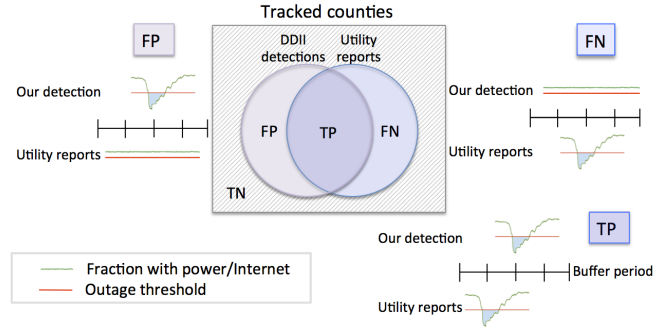 Tracked counties
FP
DDII
detections
Utility
reports
FN
Our detection
Utility reports
FP
TP
FN
TN
Our detection
Utility reports
TP
Our detection
Buffer period
Utility reports
Fraction with power/Internet
Outage threshold